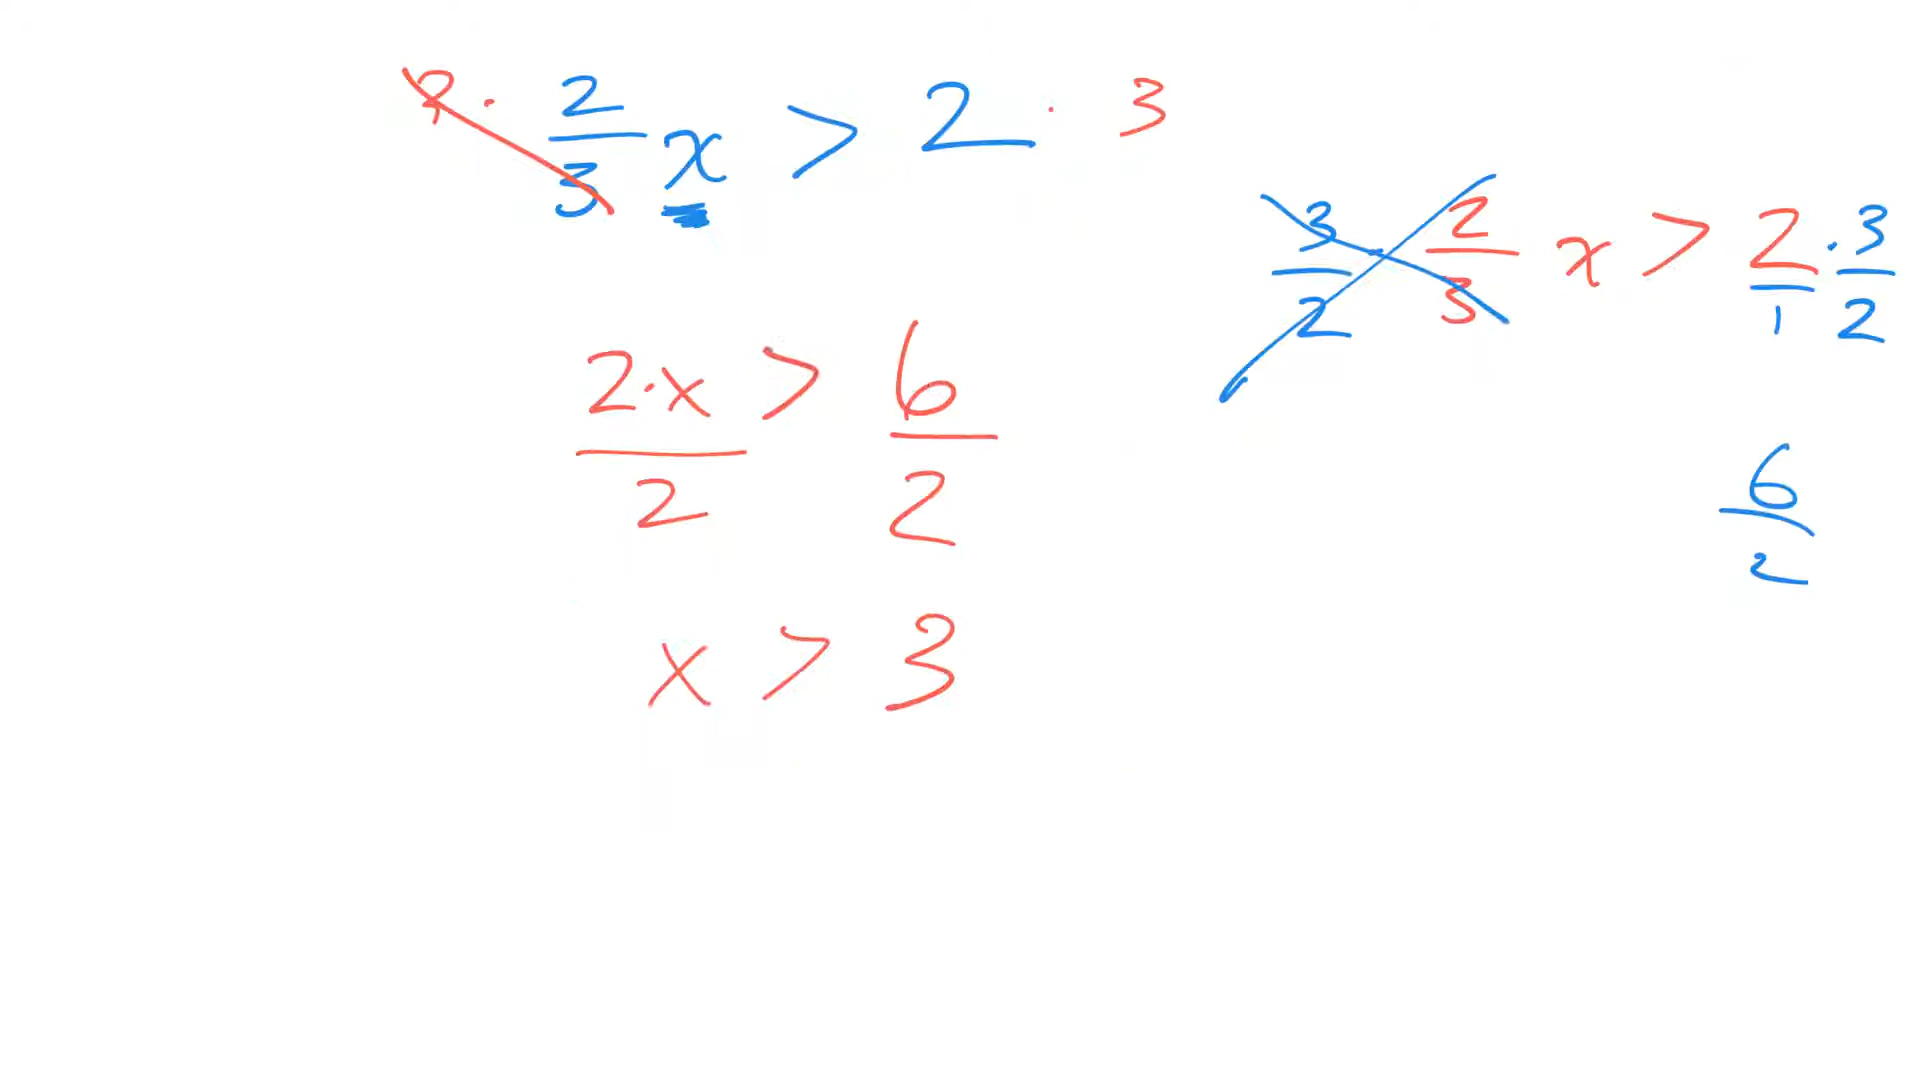 3 · 2/3 x > 2 · 3
2·x/2 > 6/2
x > 3
3/2 · 2/3 x > 2/1 · 3/2
6/2